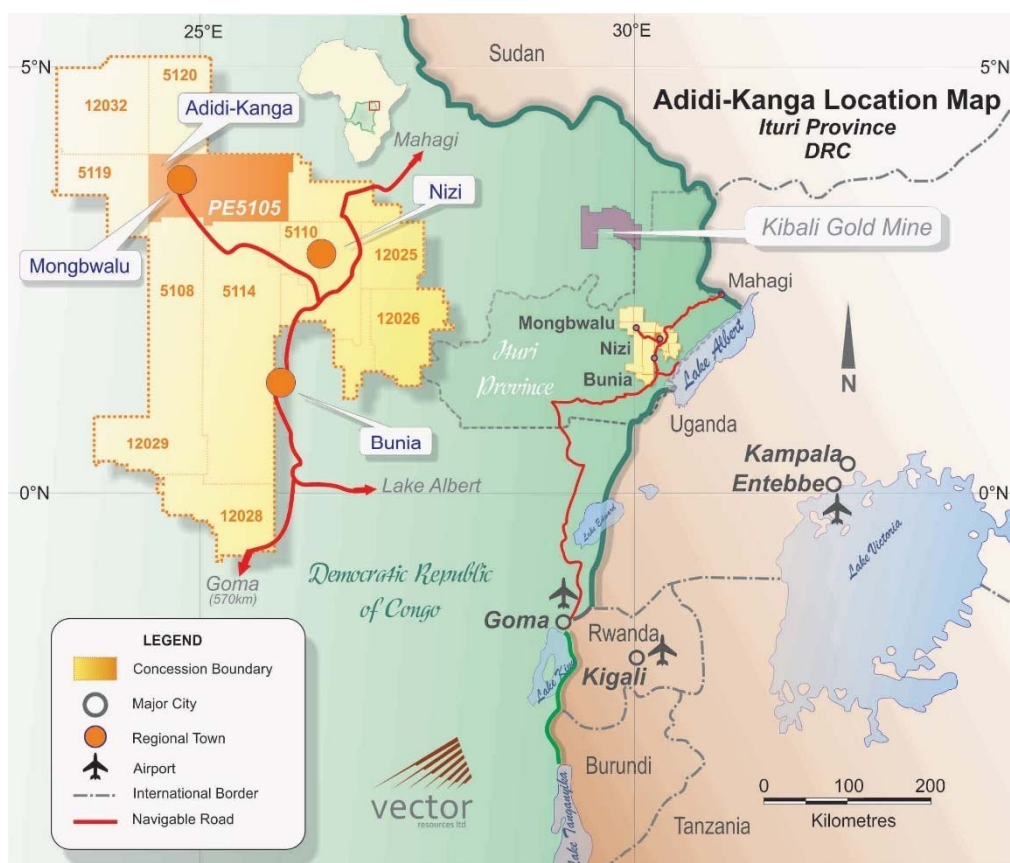 25°E
30°E
5°N
5°N
Sudan
5120
12032
Adidi-Kanga
Adidi-Kanga Location Map
Ituri Province
DRC
Mahagi
5119
Nizi
PE5105
5110
Kibali Gold Mine
Mongbwalu
12025
5108
5114
Mahagi
12026
Mongbwalu
Nizi
Ituri
Province
Lake Albert
Bunia
N
Uganda
12029
Bunia
Kampala
Entebbe
0°N
0°N
Lake Albert
12028
Lake Edward
Lake Victoria
Goma
(570km)
Democratic Republic
of Congo
Goma
Rwanda
Kigali
Lake Kivu
LEGEND
Concession Boundary
Major City
Regional Town
Airport
International Border
Navigable Road
vector
resources ltd
Burundi
Lake Tanganyika
Tanzania
0 100 200
Kilometres